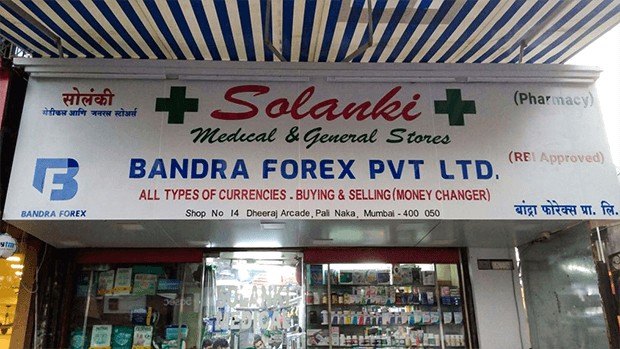 सोलंकी
मेडीकल आणि जनरल स्टोअर्स
Solanki
Medical & General Stores
(Pharmacy)
BANDRA FOREX PVT LTD.
(RBI Approved)
ALL TYPES OF CURRENCIES - BUYING & SELLING (MONEY CHANGER)
BANDRA FOREX
Shop No 14 Dheeraj Arcade, Pali Naka, Mumbai - 400 050
बांद्रा फोरेक्स प्रा. लि.